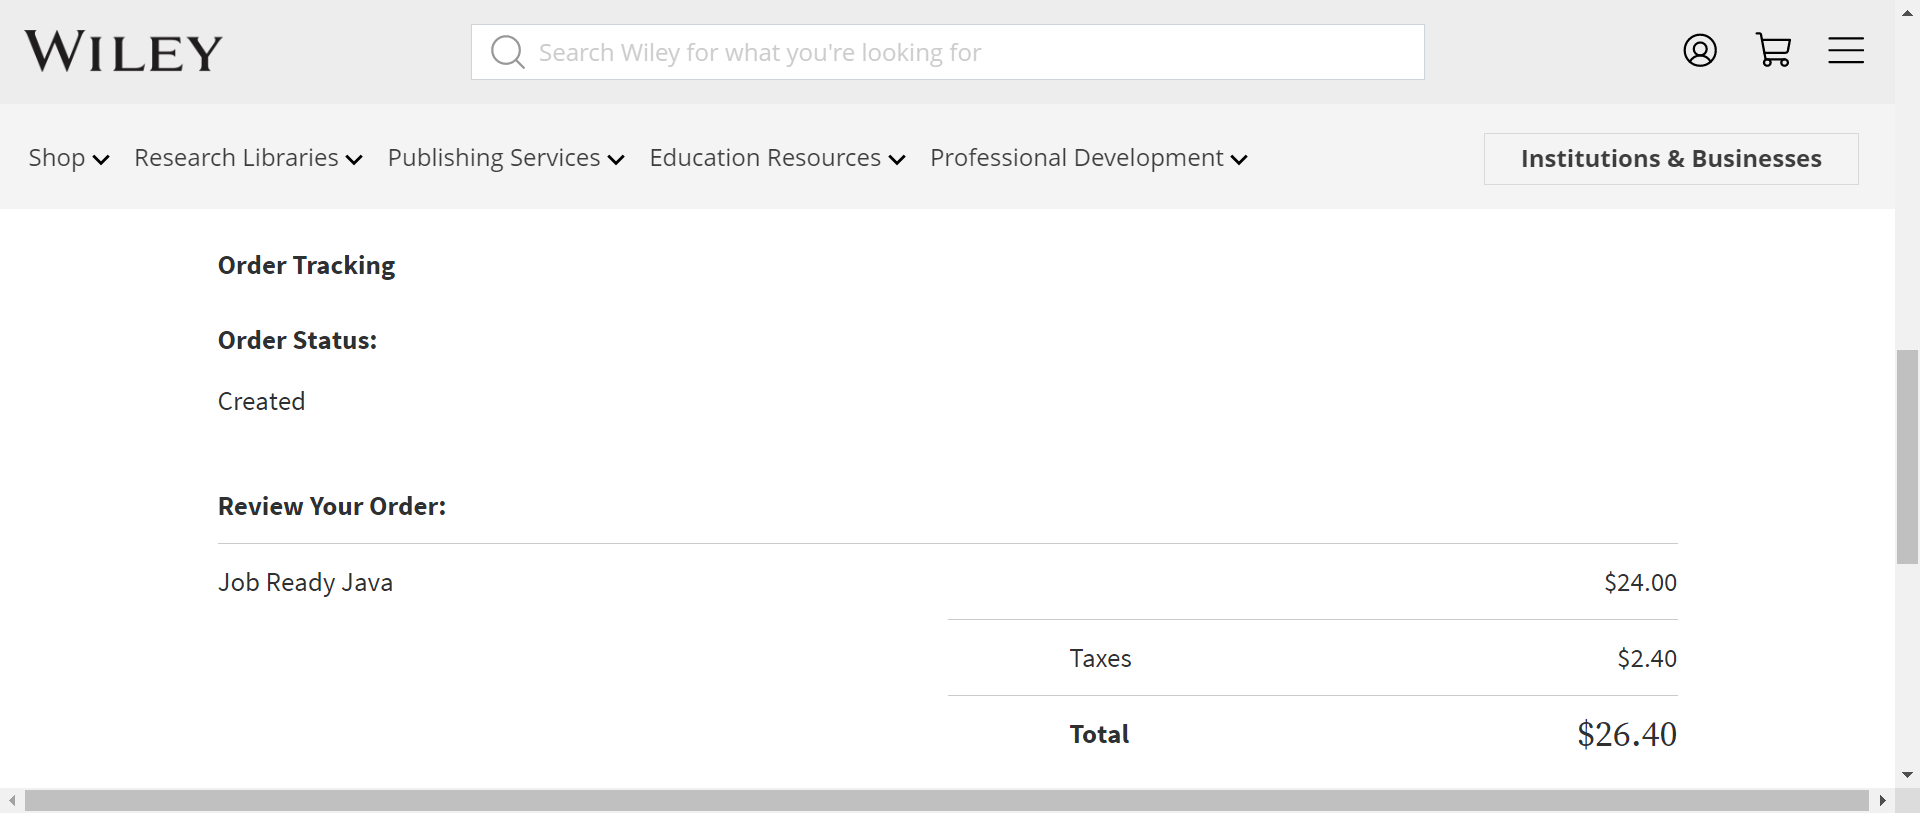 WILEY
Search Wiley for what you're looking for
Shop Research Libraries Publishing Services Education Resources Professional Development Institutions & Businesses
Order Tracking
Order Status:
Created
Review Your Order:
Job Ready Java $24.00
Taxes $2.40
Total $26.40